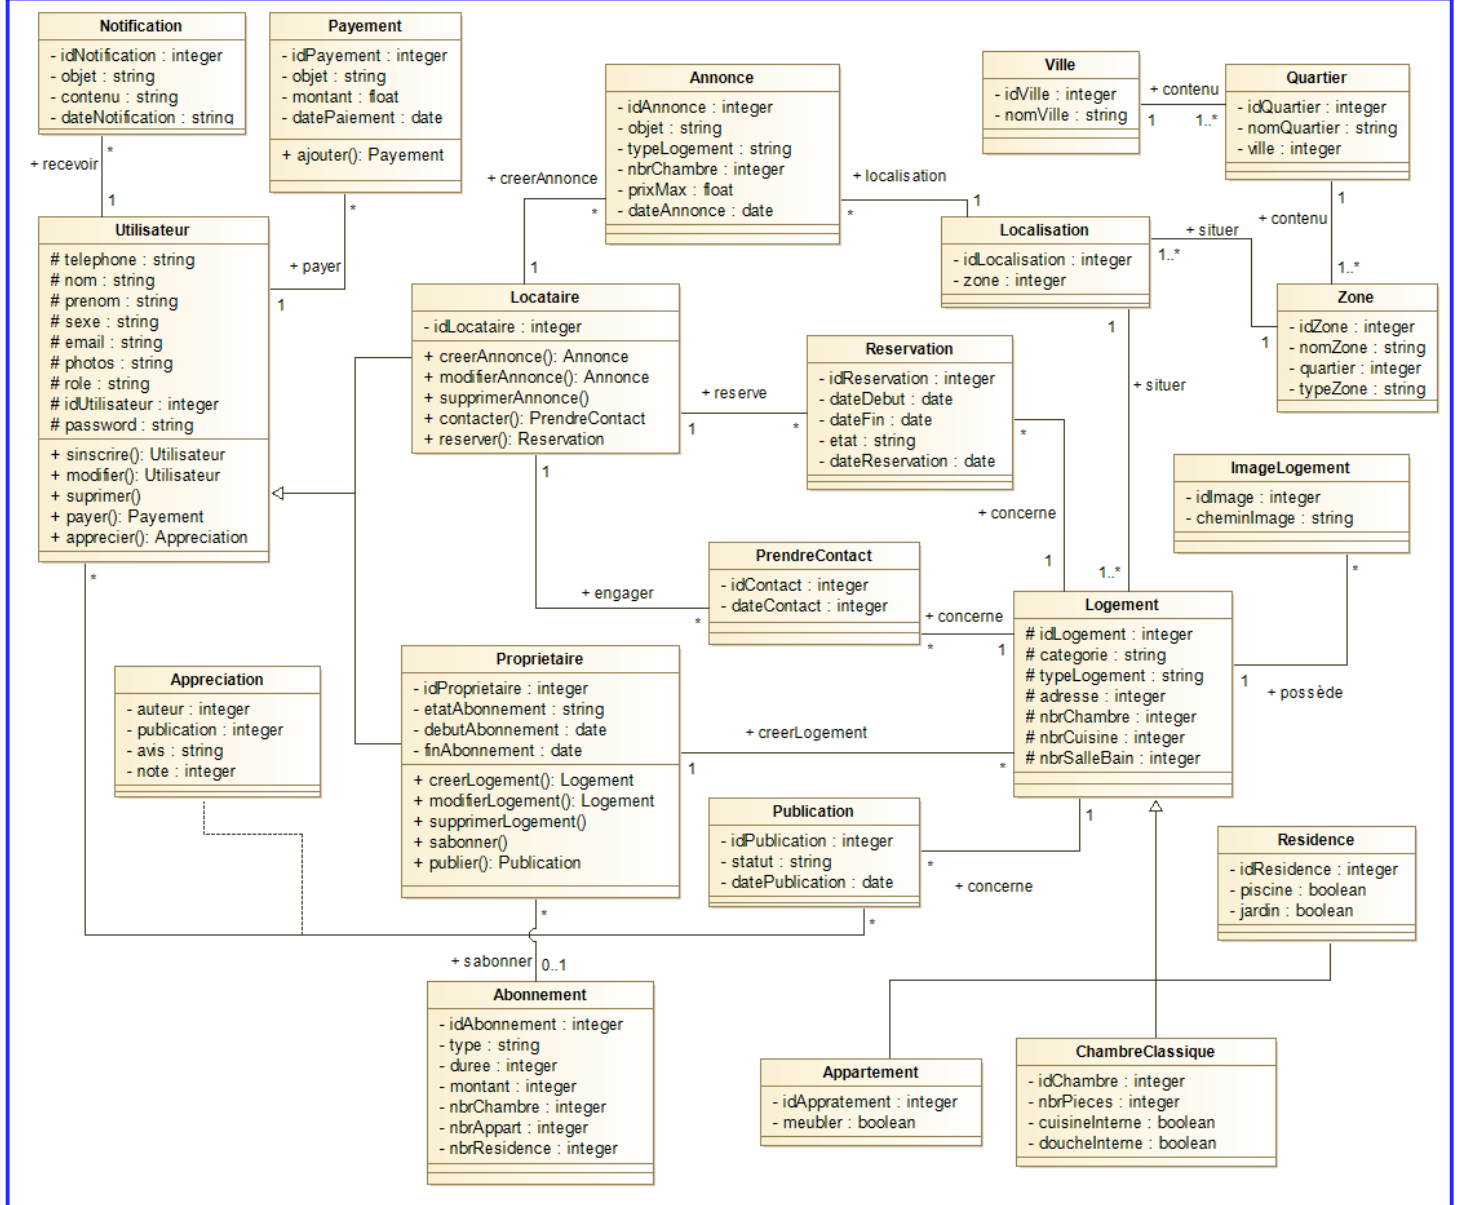 Notification
- idNotification : integer
- objet : string
- contenu : string
- dateNotification : string
+ recevoir
*
1
Payement
- idPayement : integer
- objet : string
- montant : float
- datePaiement : date
+ ajouter(): Payement
*
+ payer
1
Utilisateur
# telephone : string
# nom : string
# prenom : string
# sexe : string
# email : string
# photos : string
# role : string
# idUtilisateur : integer
# password : string
+ sinscrire(): Utilisateur
+ modifier(): Utilisateur
+ suprimer()
+ payer(): Payement
+ apprecier(): Appreciation
*
Annonce
- idAnnonce : integer
- objet : string
- typeLogement : string
- nbrChambre : integer
- prixMax : float
- dateAnnonce : date
+ creerAnnonce
*
1
+ localisation
*
1
Ville
- idVille : integer
- nomVille : string
+ contenu
1
1..*
Quartier
- idQuartier : integer
- nomQuartier : string
- ville : integer
1
+ contenu
1..*
Localisation
- idLocalisation : integer
- zone : integer
+ situer
1..*
1
Zone
- idZone : integer
- nomZone : string
- quartier : integer
- typeZone : string
Locataire
- idLocataire : integer
+ creerAnnonce(): Annonce
+ modifierAnnonce(): Annonce
+ supprimerAnnonce()
+ contacter(): PrendreContact
+ reserver(): Reservation
+ reserve
1
*
Reservation
- idReservation : integer
- dateDebut : date
- dateFin : date
- etat : string
- dateReservation : date
*
+ concerne
1
1
+ situer
1..*
ImageLogement
- idImage : integer
- cheminImage : string
*
1
+ possède
1
+ engager
*
PrendreContact
- idContact : integer
- dateContact : integer
+ concerne
*
1
Logement
# idLogement : integer
# categorie : string
# typeLogement : string
# adresse : integer
# nbrChambre : integer
# nbrCuisine : integer
# nbrSalleBain : integer
Appreciation
- auteur : integer
- publication : integer
- avis : string
- note : integer
Proprietaire
- idProprietaire : integer
- etatAbonnement : string
- debutAbonnement : date
- finAbonnement : date
+ creerLogement(): Logement
+ modifierLogement(): Logement
+ supprimerLogement()
+ sabonner()
+ publier(): Publication
+ creerLogement
1
*
Publication
- idPublication : integer
- statut : string
- datePublication : date
1
*
+ concerne
*
*
+ sabonner
0..1
Abonnement
- idAbonnement : integer
- type : string
- duree : integer
- montant : integer
- nbrChambre : integer
- nbrAppart : integer
- nbrResidence : integer
Residence
- idResidence : integer
- piscine : boolean
- jardin : boolean
Appartement
- idAppratement : integer
- meubler : boolean
ChambreClassique
- idChambre : integer
- nbrPieces : integer
- cuisineInterne : boolean
- doucheInterne : boolean